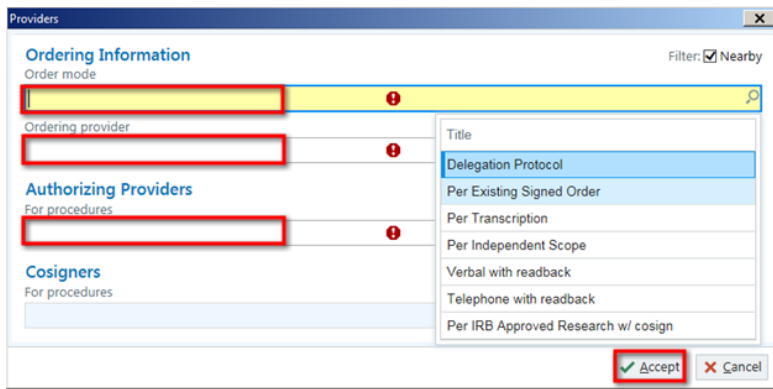 Providers
Ordering Information
Filter: Nearby
Order mode
Ordering provider
Title
Delegation Protocol
Per Existing Signed Order
Authorizing Providers
For procedures
Per Transcription
Per Independent Scope
Cosigners
For procedures
Verbal with readback
Telephone with readback
Per IRB Approved Research w/ cosign
Accept
Cancel